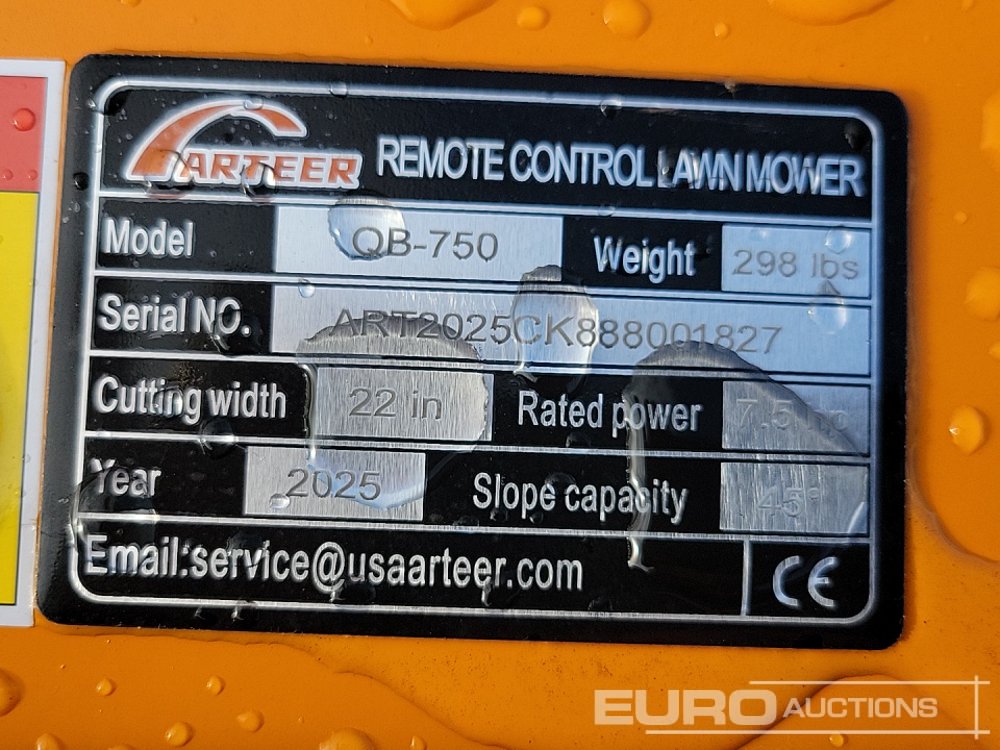 ARTEER REMOTE CONTROL LAWN MOWER
Model QB-750 Weight 298 lbs
Serial NO. ART2025CK888001827
Cutting width 22 in Rated power 7.5 hp
Year 2025 Slope capacity 45°
Email:service@usaarteer.com CE
EURO AUCTIONS